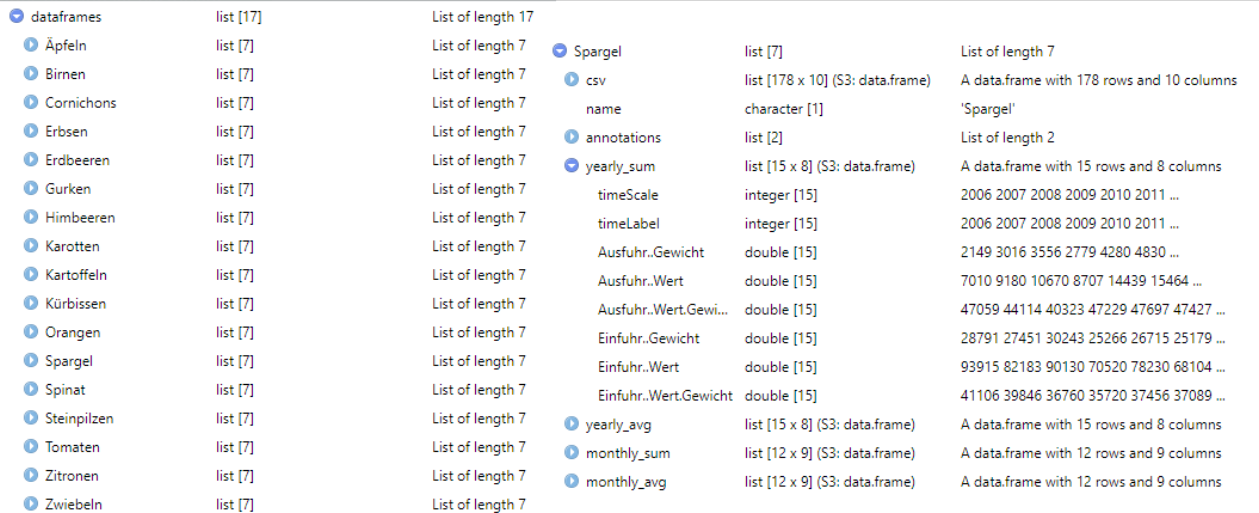 dataframes list [17] List of length 17
Äpfeln list [7] List of length 7
Birnen list [7] List of length 7
Cornichons list [7] List of length 7
Erbsen list [7] List of length 7
Erdbeeren list [7] List of length 7
Gurken list [7] List of length 7
Himbeeren list [7] List of length 7
Karotten list [7] List of length 7
Kartoffeln list [7] List of length 7
Kürbissen list [7] List of length 7
Orangen list [7] List of length 7
Spargel list [7] List of length 7
Spinat list [7] List of length 7
Steinpilzen list [7] List of length 7
Tomaten list [7] List of length 7
Zitronen list [7] List of length 7
Zwiebeln list [7] List of length 7
Spargel list [7] List of length 7
csv list [178 x 10] (S3: data.frame) A data.frame with 178 rows and 10 columns
name character [1] 'Spargel'
annotations list [2] List of length 2
yearly_sum list [15 x 8] (S3: data.frame) A data.frame with 15 rows and 8 columns
timeScale integer [15] 2006 2007 2008 2009 2010 2011 ...
timeLabel integer [15] 2006 2007 2008 2009 2010 2011 ...
Ausfuhr..Gewicht double [15] 2149 3016 3556 2779 4280 4830 ...
Ausfuhr..Wert double [15] 7010 9180 10670 8707 14439 15464 ...
Ausfuhr..Wert.Gewi... double [15] 47059 44114 40323 47229 47697 47427 ...
Einfuhr..Gewicht double [15] 28791 27451 30243 25266 26715 25179 ...
Einfuhr..Wert double [15] 93915 82183 90130 70520 78230 68104 ...
Einfuhr..Wert.Gewicht double [15] 41106 39846 36760 35720 37456 37089 ...
yearly_avg list [15 x 8] (S3: data.frame) A data.frame with 15 rows and 8 columns
monthly_sum list [12 x 9] (S3: data.frame) A data.frame with 12 rows and 9 columns
monthly_avg list [12 x 9] (S3: data.frame) A data.frame with 12 rows and 9 columns